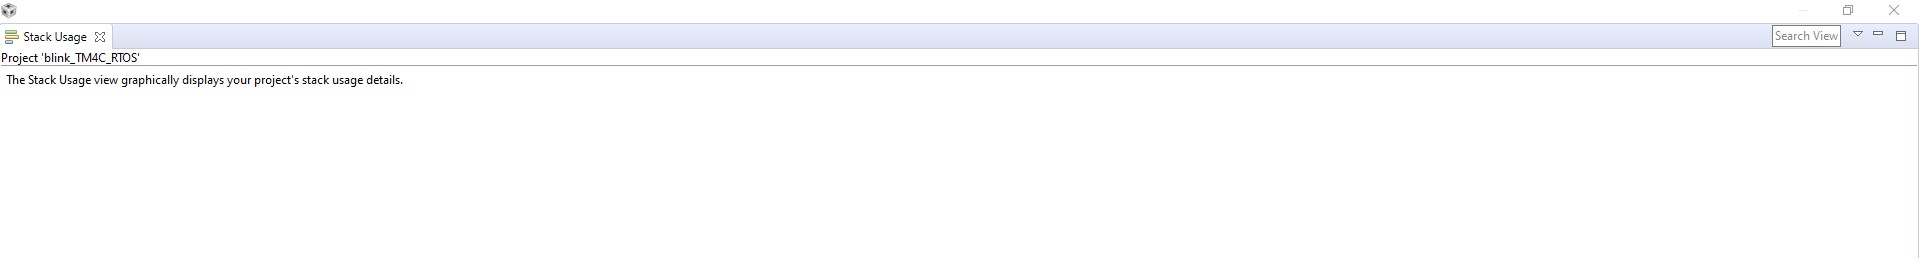 Stack Usage
Search View
Project 'blink_TM4C_RTOS'
The Stack Usage view graphically displays your project's stack usage details.